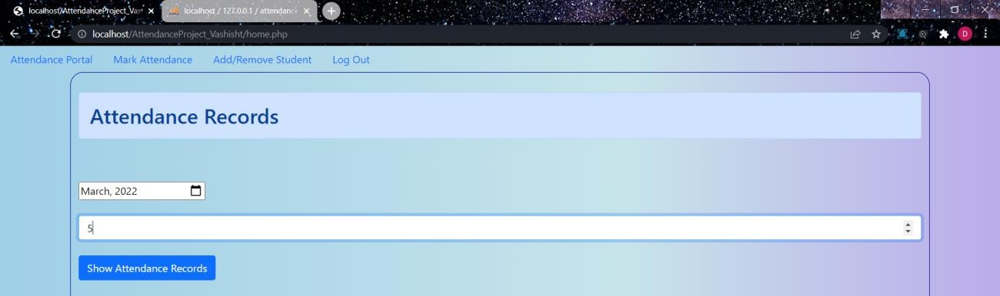 localhost/AttendanceProject_Vas
localhost / 127.0.0.1 / attendanc
localhost/AttendanceProject_Vashisht/home.php
D
Attendance Portal Mark Attendance Add/Remove Student Log Out
Attendance Records
March, 2022
5
Show Attendance Records